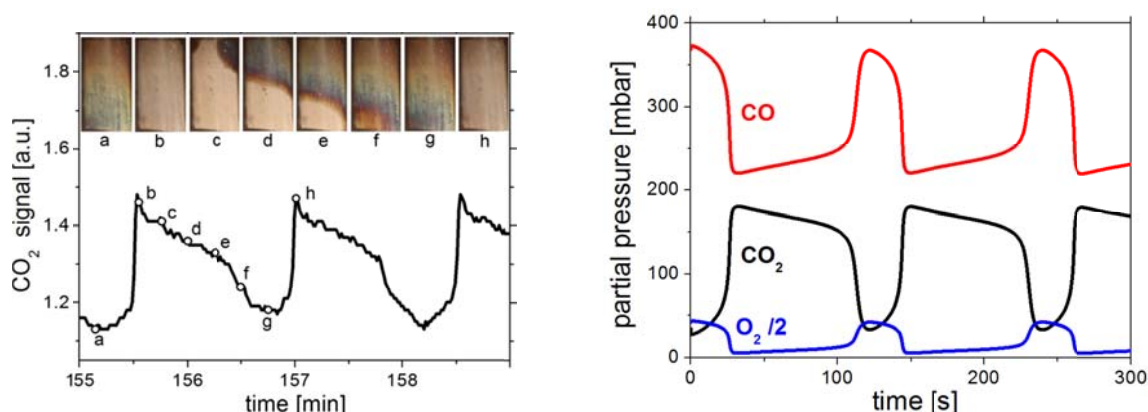 1.8
1.6
1.4
1.2
CO₂ signal [a.u.]
a b c d e f g h
b
c
d
e
f
g
h
a
155 156 157 158
time [min]
400
300
200
100
0
partial pressure [mbar]
CO
CO₂
O₂ /2
0 100 200 300
time [s]